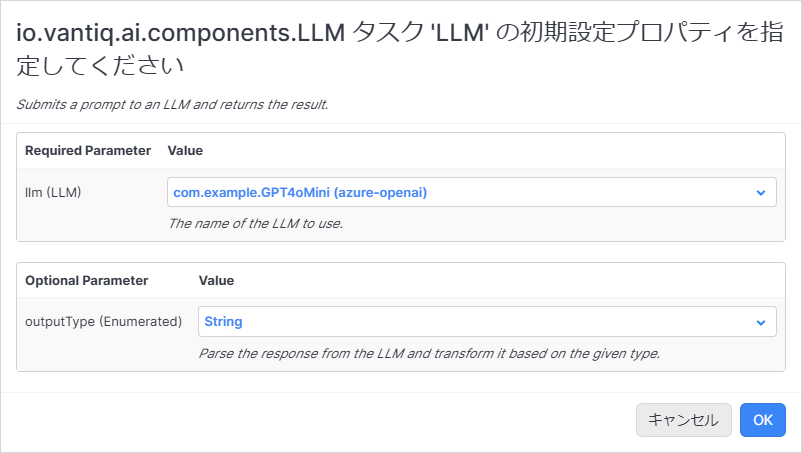 io.vantiq.ai.components.LLM タスク 'LLM' の初期設定プロパティを指
定してください
Submits a prompt to an LLM and returns the result.
Required Parameter Value
llm (LLM) com.example.GPT4oMini (azure-openai)
The name of the LLM to use.
Optional Parameter Value
outputType (Enumerated) String
Parse the response from the LLM and transform it based on the given type.
キャンセル OK